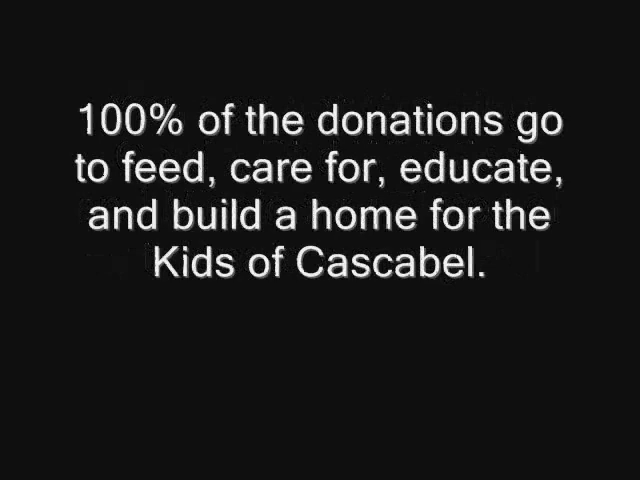 100% of the donations go
to feed, care for, educate,
and build a home for the
Kids of Cascabel.